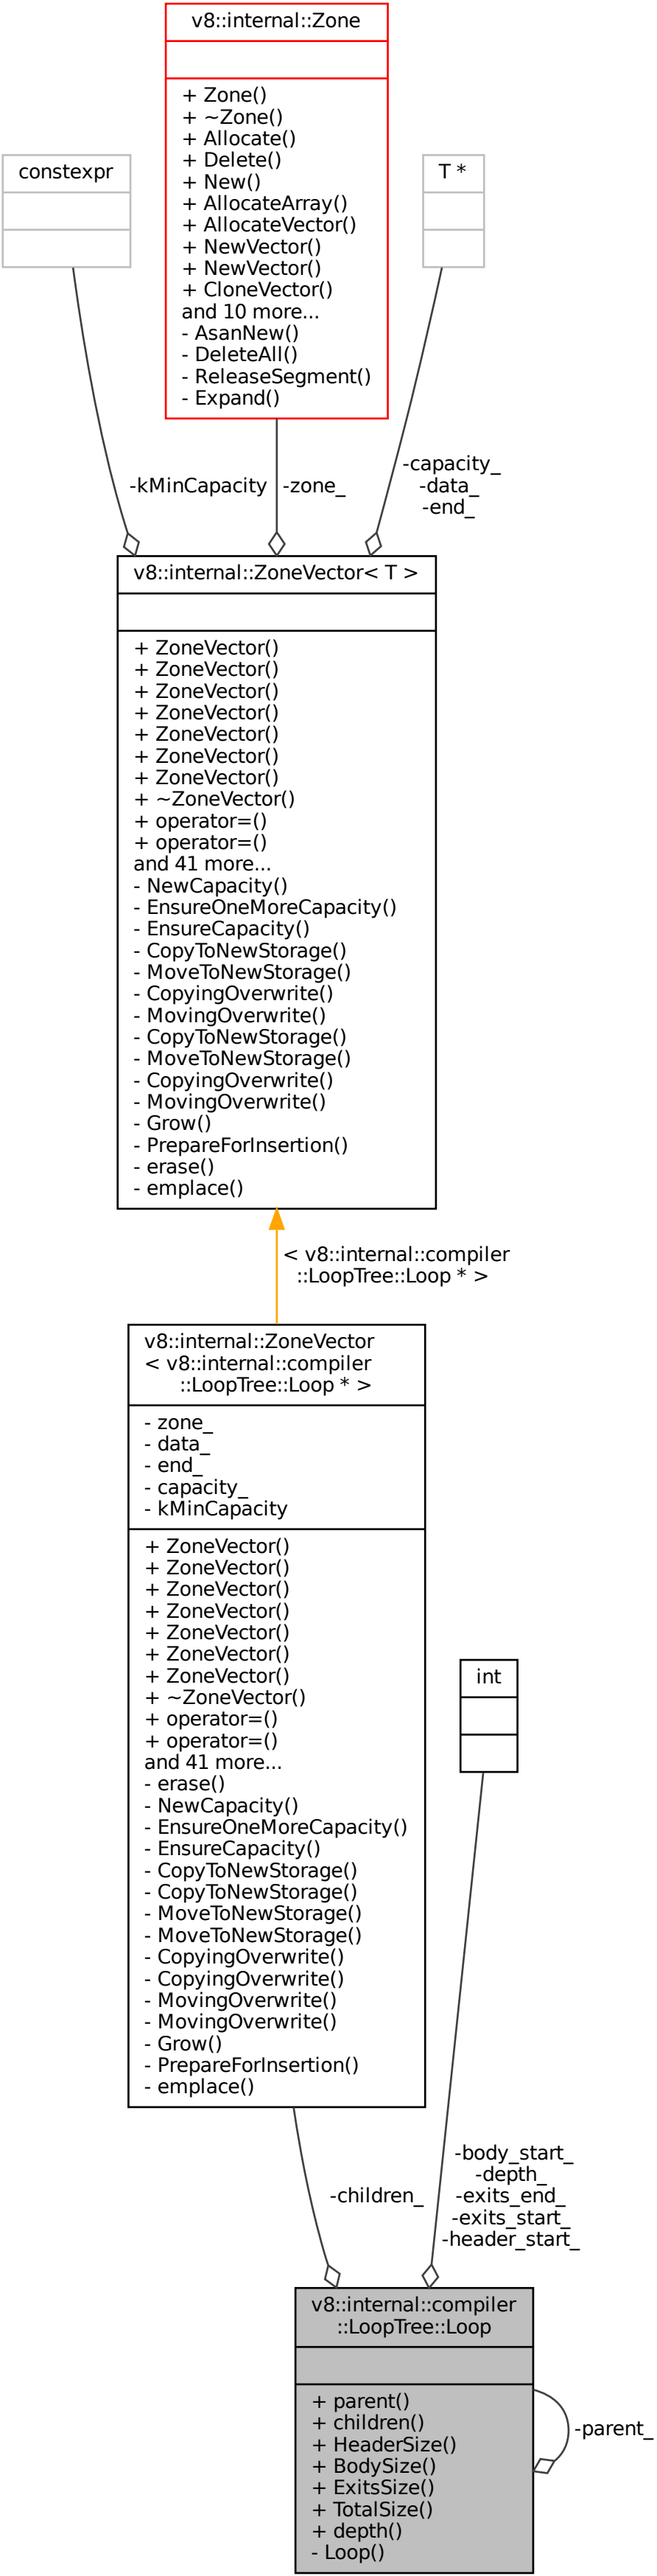 v8::internal::Zone
+ Zone()
+ ~Zone()
+ Allocate()
+ Delete()
+ New()
+ AllocateArray()
+ AllocateVector()
+ NewVector()
+ NewVector()
+ CloneVector()
and 10 more...
- AsanNew()
- DeleteAll()
- ReleaseSegment()
- Expand()
constexpr
T *
-kMinCapacity
-zone_
-capacity_
-data_
-end_
v8::internal::ZoneVector< T >
+ ZoneVector()
+ ZoneVector()
+ ZoneVector()
+ ZoneVector()
+ ZoneVector()
+ ZoneVector()
+ ZoneVector()
+ ~ZoneVector()
+ operator=()
+ operator=()
and 41 more...
- NewCapacity()
- EnsureOneMoreCapacity()
- EnsureCapacity()
- CopyToNewStorage()
- MoveToNewStorage()
- CopyingOverwrite()
- MovingOverwrite()
- CopyToNewStorage()
- MoveToNewStorage()
- CopyingOverwrite()
- MovingOverwrite()
- Grow()
- PrepareForInsertion()
- erase()
- emplace()
< v8::internal::compiler
::LoopTree::Loop * >
v8::internal::ZoneVector
< v8::internal::compiler
::LoopTree::Loop * >
- zone_
- data_
- end_
- capacity_
- kMinCapacity
+ ZoneVector()
+ ZoneVector()
+ ZoneVector()
+ ZoneVector()
+ ZoneVector()
+ ZoneVector()
+ ZoneVector()
+ ~ZoneVector()
+ operator=()
+ operator=()
and 41 more...
- erase()
- NewCapacity()
- EnsureOneMoreCapacity()
- EnsureCapacity()
- CopyToNewStorage()
- CopyToNewStorage()
- MoveToNewStorage()
- MoveToNewStorage()
- CopyingOverwrite()
- CopyingOverwrite()
- MovingOverwrite()
- MovingOverwrite()
- Grow()
- PrepareForInsertion()
- emplace()
int
-children_
-body_start_
-depth_
-exits_end_
-exits_start_
-header_start_
v8::internal::compiler
::LoopTree::Loop
+ parent()
+ children()
+ HeaderSize()
+ BodySize()
+ ExitsSize()
+ TotalSize()
+ depth()
- Loop()
-parent_